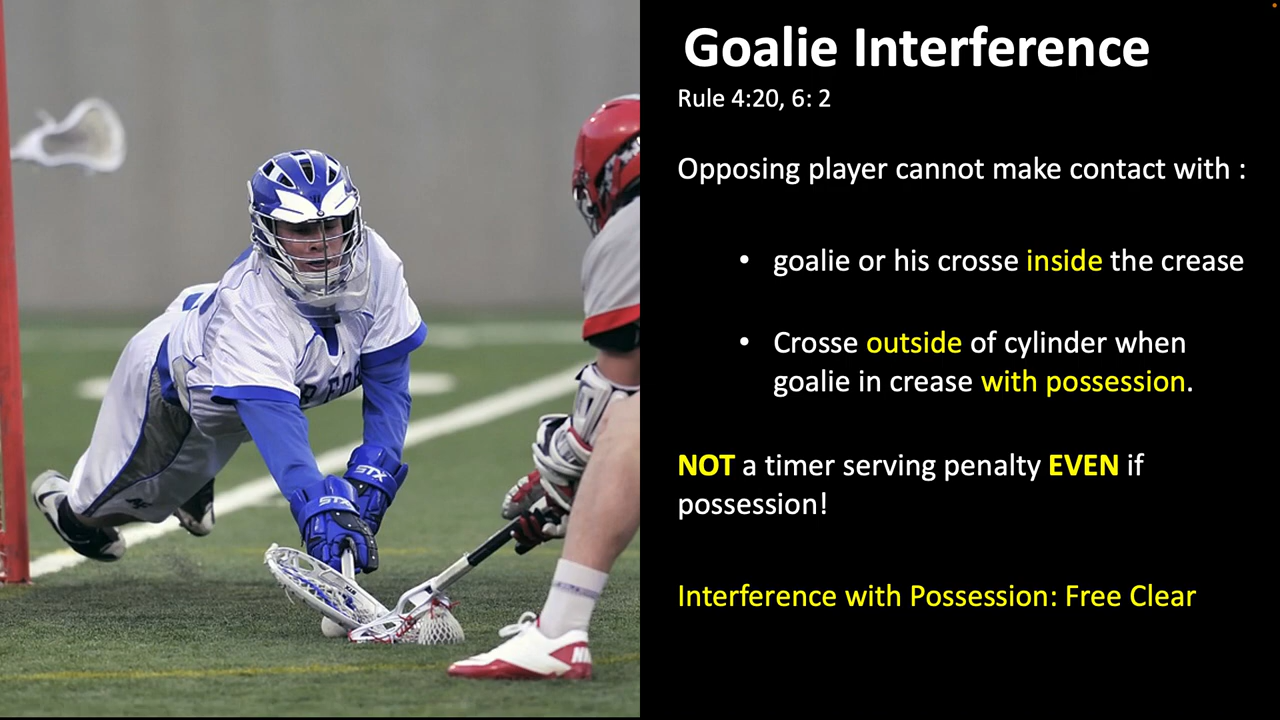 Goalie Interference
Rule 4:20, 6: 2
Opposing player cannot make contact with :
• goalie or his crosse inside the crease
• Crosse outside of cylinder when
goalie in crease with possession.
NOT a timer serving penalty EVEN if
possession!
Interference with Possession: Free Clear
STX
STX